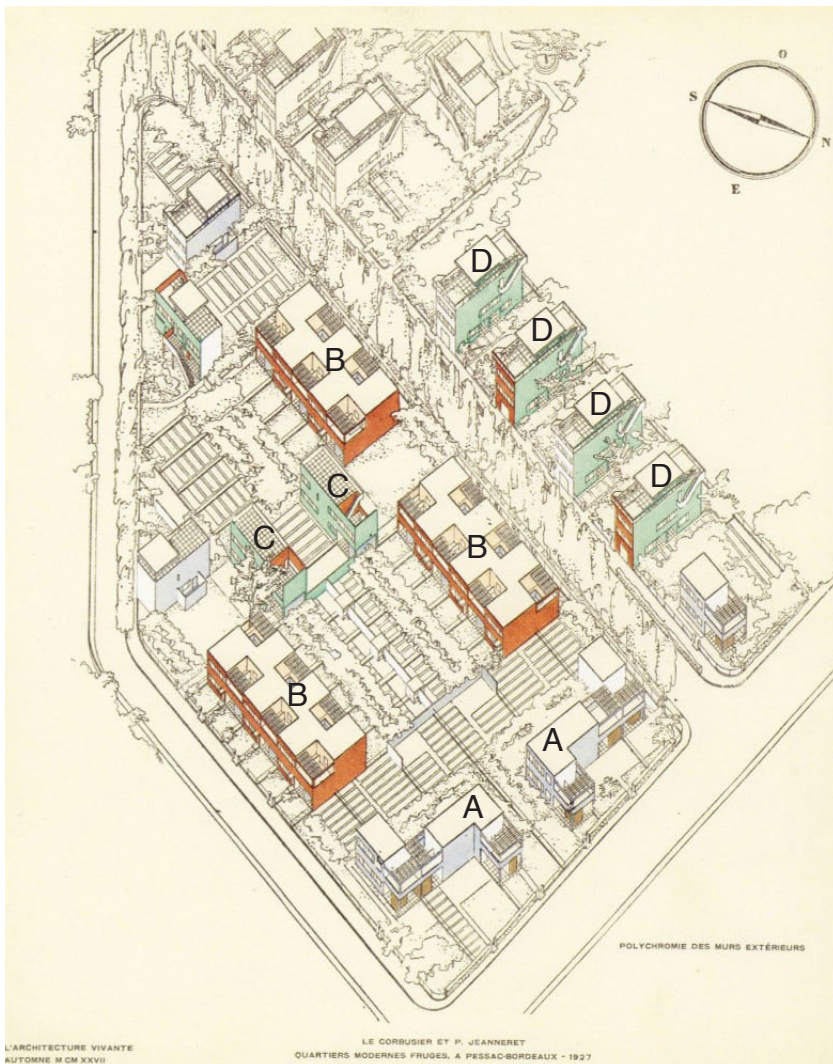 O
S
N
E
D
D
B
D
C
D
C
B
B
A
A
POLYCHROMIE DES MURS EXTÉRIEURS
L'ARCHITECTURE VIVANTE
AUTOMNE M CM XXVII
LE CORBUSIER ET P. JEANNERET
QUARTIERS MODERNES FRUGES, A PESSAC-BORDEAUX - 1927